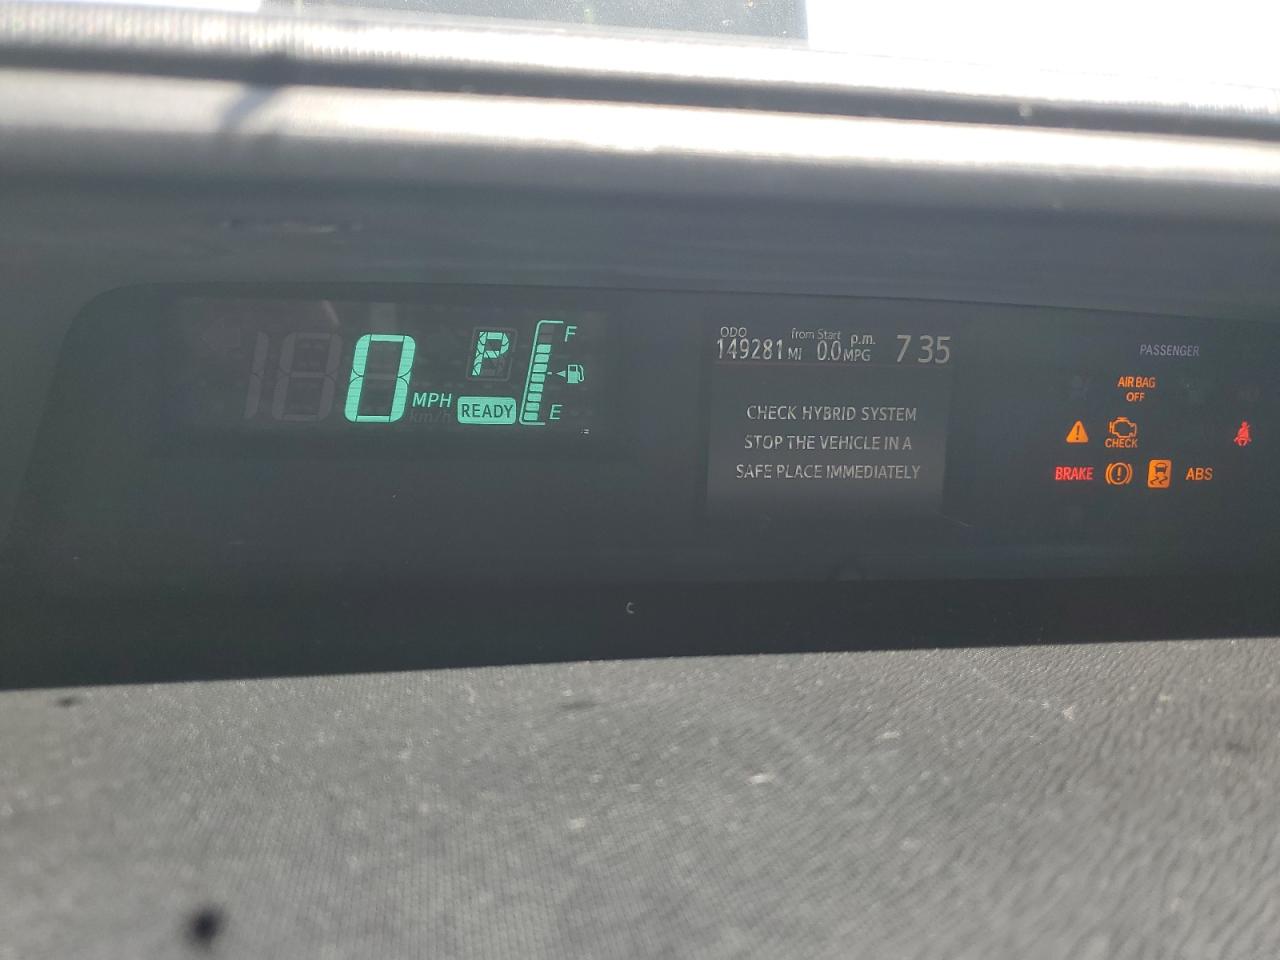 0 MPH
km/h
P
READY
F
E
ODO
149281 MI
from Start
0.0 MPG
p.m.
7 35
CHECK HYBRID SYSTEM
STOP THE VEHICLE IN A
SAFE PLACE IMMEDIATELY
PASSENGER
AIR BAG
OFF
CHECK
BRAKE
ABS
C